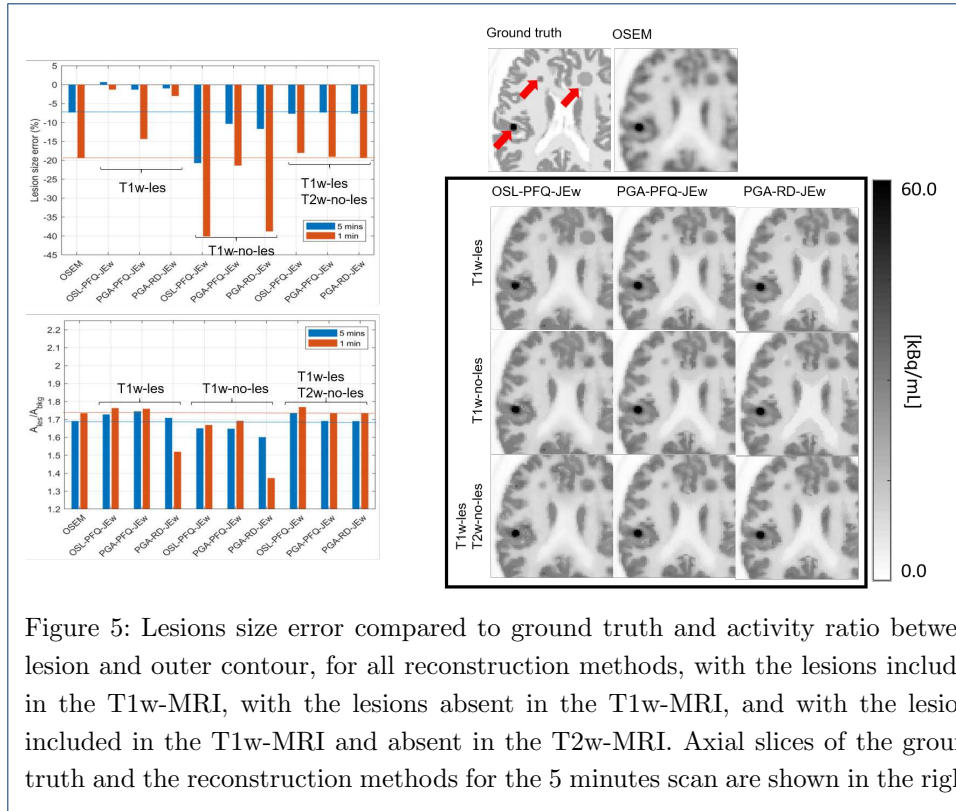 Ground truth
OSEM
5
0
-5
-10
-15
-20
-25
-30
-35
-40
-45
Lesion size error (%)
T1w-les
T1w-no-les
T1w-les
T2w-no-les
5 mins
1 min
OSEM
OSL-PFQ-JEw
PGA-PFQ-JEw
PGA-RD-JEw
OSL-PFQ-JEw
PGA-PFQ-JEw
PGA-RD-JEw
OSL-PFQ-JEw
PGA-PFQ-JEw
PGA-RD-JEw
2.2
2.1
2
1.9
1.8
1.7
1.6
1.5
1.4
1.3
1.2
A_les/A_bkg
5 mins
1 min
T1w-les
T1w-no-les
T1w-les
T2w-no-les
OSEM
OSL-PFQ-JEw
PGA-PFQ-JEw
PGA-RD-JEw
OSL-PFQ-JEw
PGA-PFQ-JEw
PGA-RD-JEw
OSL-PFQ-JEw
PGA-PFQ-JEw
PGA-RD-JEw
OSL-PFQ-JEw PGA-PFQ-JEw PGA-RD-JEw
T1w-les
T1w-no-les
T1w-les
T2w-no-les
60.0
[kBq/mL]
0.0
Figure 5: Lesions size error compared to ground truth and activity ratio betwe
lesion and outer contour, for all reconstruction methods, with the lesions includ
in the T1w-MRI, with the lesions absent in the T1w-MRI, and with the lesio
included in the T1w-MRI and absent in the T2w-MRI. Axial slices of the groun
truth and the reconstruction methods for the 5 minutes scan are shown in the righ